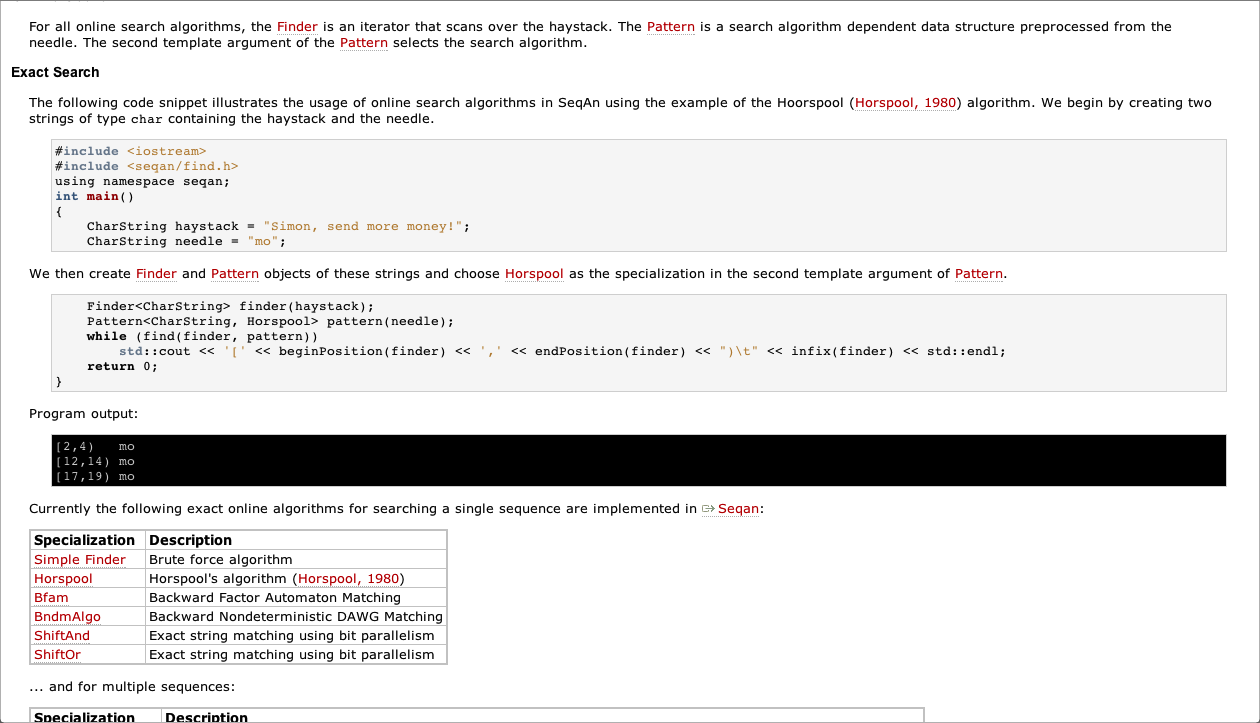 For all online search algorithms, the Finder is an iterator that scans over the haystack. The Pattern is a search algorithm dependent data structure preprocessed from the
needle. The second template argument of the Pattern selects the search algorithm.
Exact Search
The following code snippet illustrates the usage of online search algorithms in SeqAn using the example of the Hoorspool (Horspool, 1980) algorithm. We begin by creating two
strings of type char containing the haystack and the needle.
#include <iostream>
#include <seqan/find.h>
using namespace seqan;
int main()
{
    CharString haystack = "Simon, send more money!";
    CharString needle = "mo";
We then create Finder and Pattern objects of these strings and choose Horspool as the specialization in the second template argument of Pattern.
    Finder<CharString> finder(haystack);
    Pattern<CharString, Horspool> pattern(needle);
    while (find(finder, pattern))
        std::cout << '[' << beginPosition(finder) << ',' << endPosition(finder) << ")\t" << infix(finder) << std::endl;
    return 0;
}
Program output:
[2,4)   mo
[12,14) mo
[17,19) mo
Currently the following exact online algorithms for searching a single sequence are implemented in Seqan:
Specialization Description
Simple Finder Brute force algorithm
Horspool Horspool's algorithm (Horspool, 1980)
Bfam Backward Factor Automaton Matching
BndmAlgo Backward Nondeterministic DAWG Matching
ShiftAnd Exact string matching using bit parallelism
ShiftOr Exact string matching using bit parallelism
... and for multiple sequences:
Specialization Description